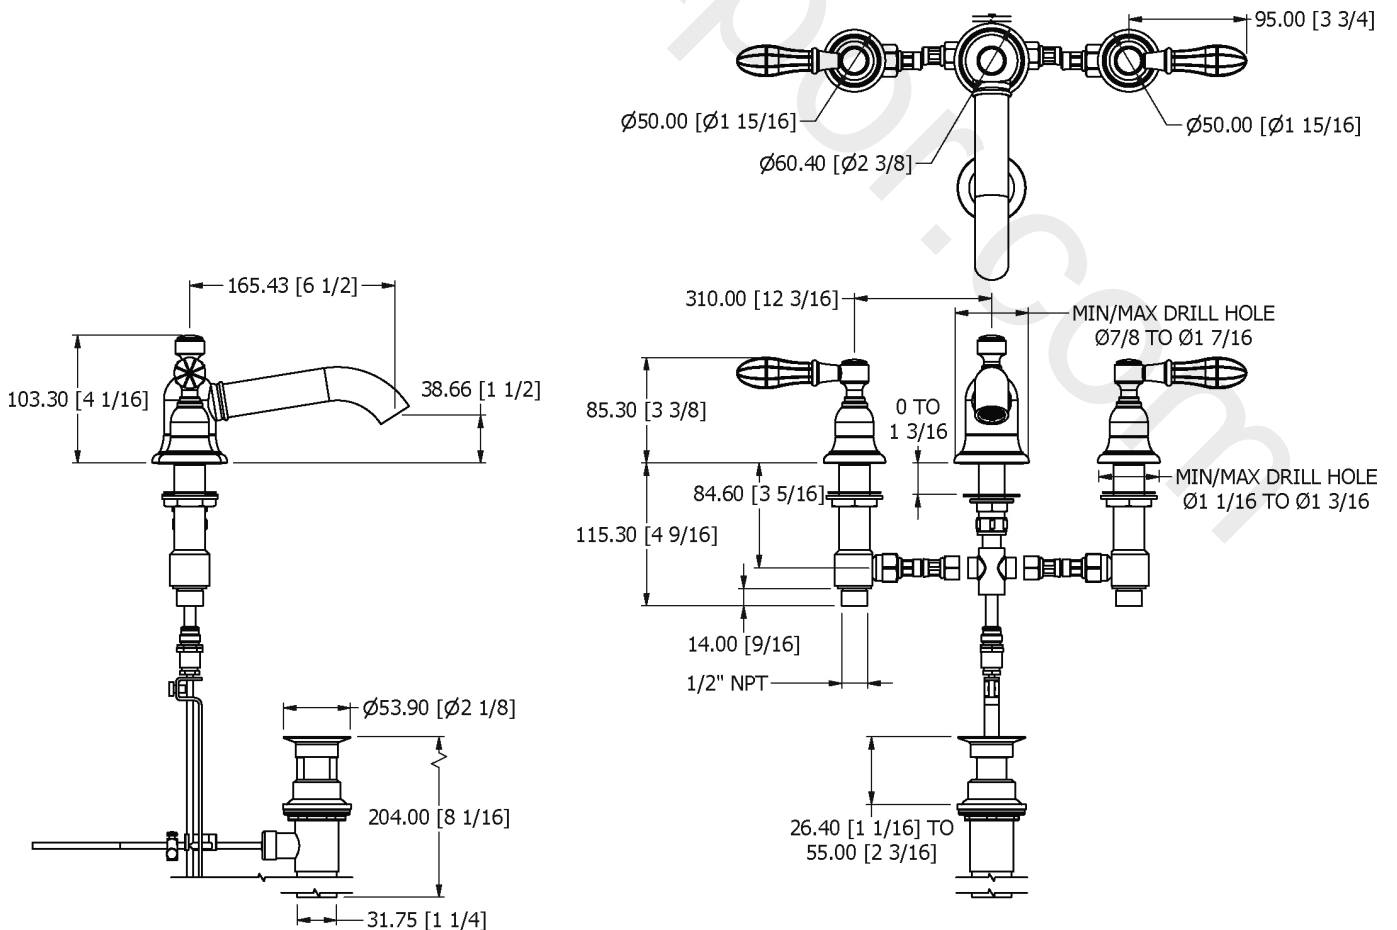 95.00 [3 3/4]
Ø50.00 [Ø1 15/16]
Ø50.00 [Ø1 15/16]
Ø60.40 [Ø2 3/8]
165.43 [6 1/2]
310.00 [12 3/16]
MIN/MAX DRILL HOLE
Ø7/8 TO Ø1 7/16
103.30 [4 1/16]
38.66 [1 1/2]
85.30 [3 3/8]
0 TO
1 3/16
84.60 [3 5/16]
MIN/MAX DRILL HOLE
Ø1 1/16 TO Ø1 3/16
115.30 [4 9/16]
14.00 [9/16]
1/2" NPT
Ø53.90 [Ø2 1/8]
204.00 [8 1/16]
26.40 [1 1/16] TO
55.00 [2 3/16]
31.75 [1 1/4]